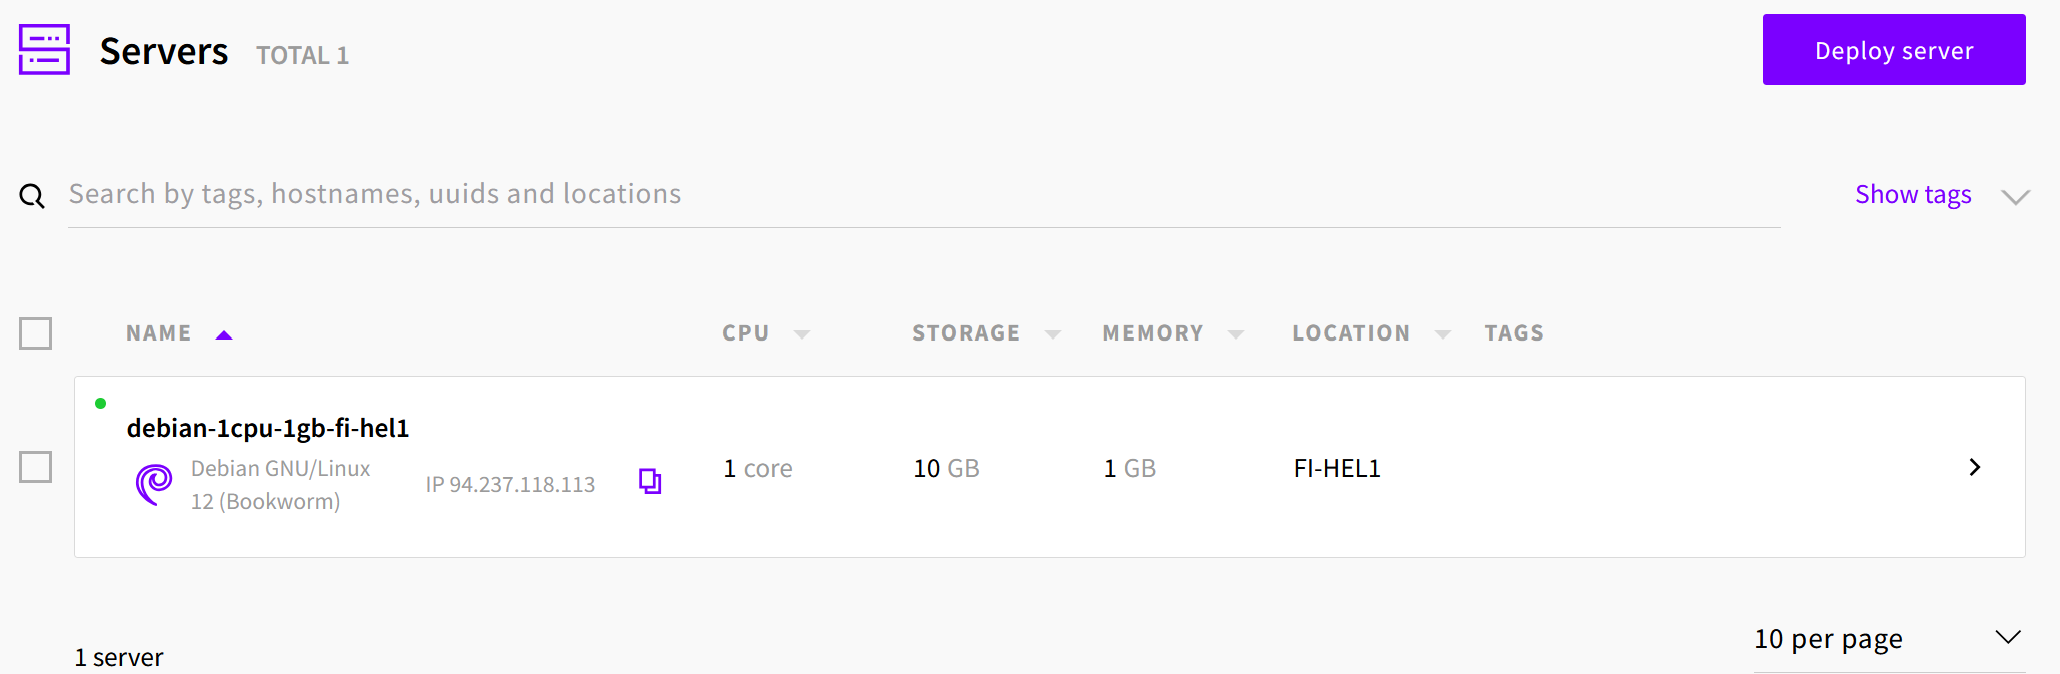 Servers TOTAL 1
Deploy server
Search by tags, hostnames, uuids and locations
Show tags
NAME CPU STORAGE MEMORY LOCATION TAGS
debian-1cpu-1gb-fi-hel1
Debian GNU/Linux
12 (Bookworm)
IP 94.237.118.113
1 core
10 GB
1 GB
FI-HEL1
1 server
10 per page